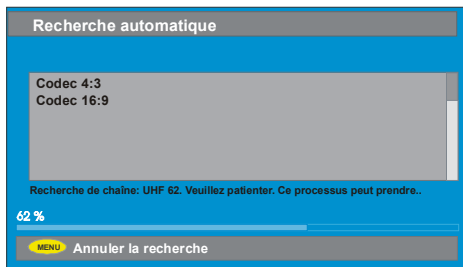 Recherche automatique
Codec 4:3
Codec 16:9
Recherche de chaîne: UHF 62. Veuillez patienter. Ce processus peut prendre..
62 %
MENU Annuler la recherche